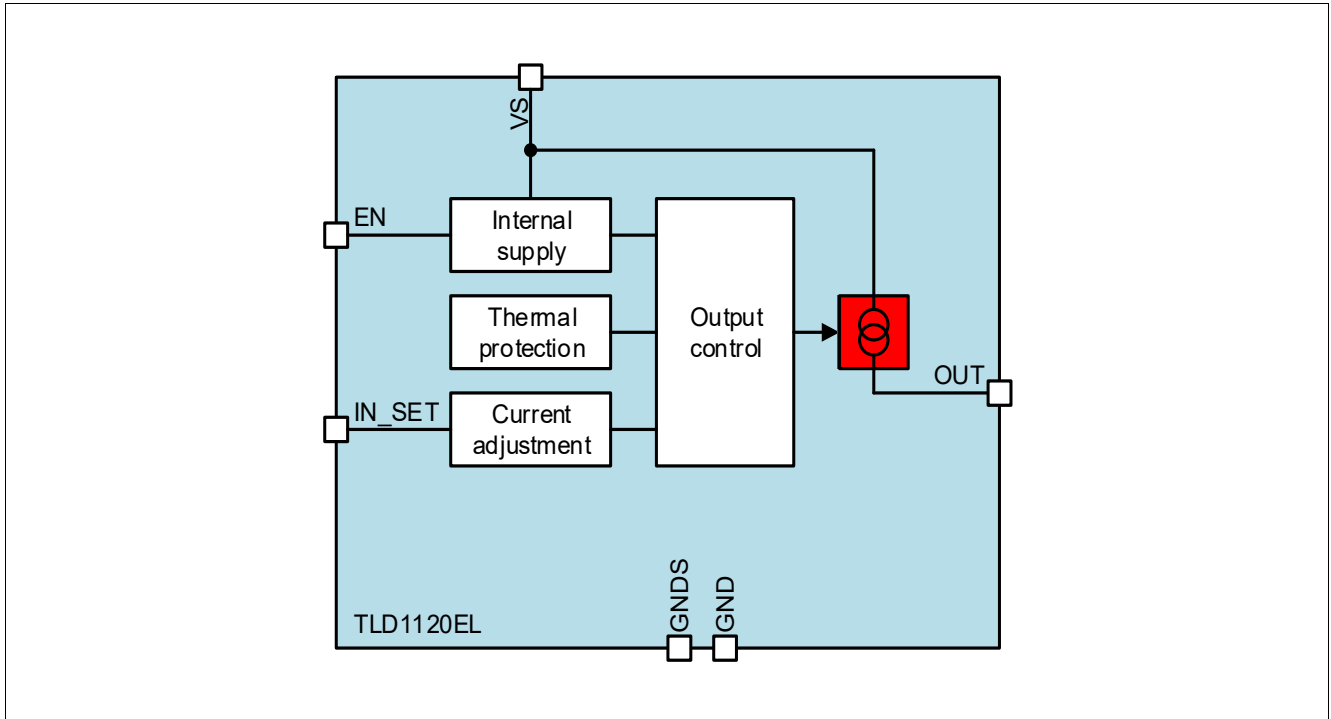 VS
EN
Internal
supply
Thermal
protection
Output
control
OUT
IN_SET
Current
adjustment
GNDS
GND
TLD1120EL